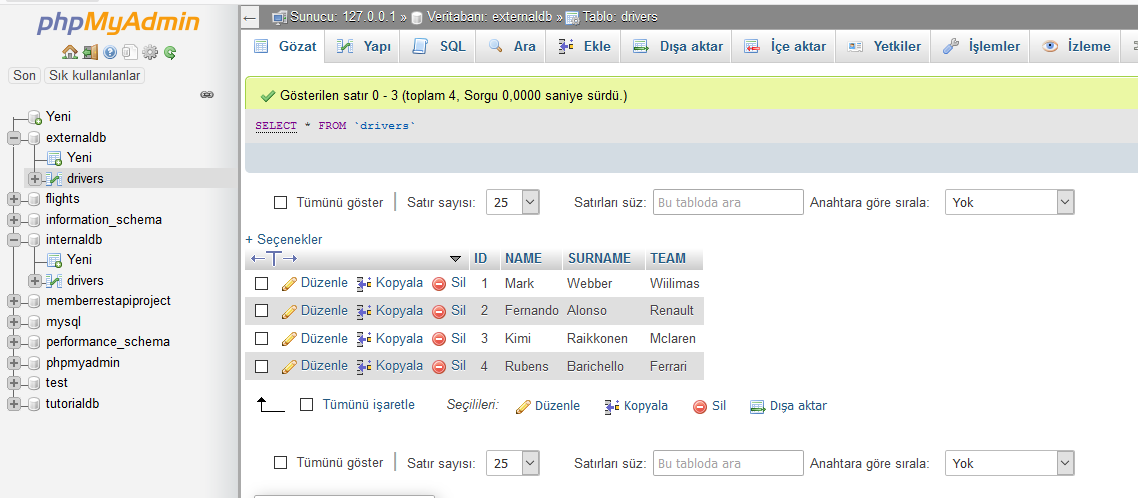 phpMyAdmin
Son Sık kullanılanlar
Yeni
externaldb
Yeni
drivers
flights
information_schema
internaldb
Yeni
drivers
memberrestapiproject
mysql
performance_schema
phpmyadmin
test
tutorialdb
Sunucu: 127.0.0.1 » Veritabanı: externaldb » Tablo: drivers
Gözat Yapı SQL Ara Ekle Dışa aktar İçe aktar Yetkiler İşlemler İzleme
Gösterilen satır 0 - 3 (toplam 4, Sorgu 0,0000 saniye sürdü.)
SELECT * FROM `drivers`
Tümünü göster | Satır sayısı: 25 Satırları süz: Bu tabloda ara Anahtara göre sırala: Yok
+ Seçenekler
←T→ ID NAME SURNAME TEAM
Düzenle Kopyala Sil 1 Mark Webber Wiilimas
Düzenle Kopyala Sil 2 Fernando Alonso Renault
Düzenle Kopyala Sil 3 Kimi Raikkonen Mclaren
Düzenle Kopyala Sil 4 Rubens Barichello Ferrari
Tümünü işaretle Seçilileri: Düzenle Kopyala Sil Dışa aktar
Tümünü göster | Satır sayısı: 25 Satırları süz: Bu tabloda ara Anahtara göre sırala: Yok